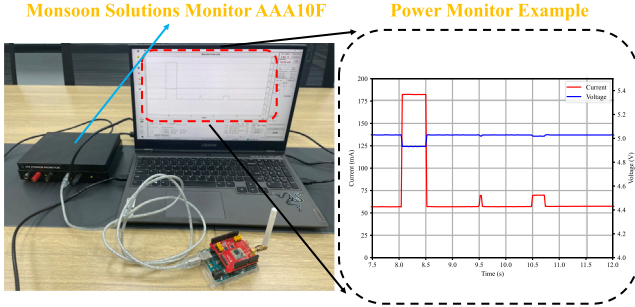 Monsoon Solutions Monitor AAA10F
Power Monitor Example
200
175
150
125
100
75
50
25
0
Current (mA)
Current
Voltage
5.4
5.2
5.0
4.8
4.6
4.4
4.2
4.0
Voltage (V)
7.5 8.0 8.5 9.0 9.5 10.0 10.5 11.0 11.5 12.0
Time (s)